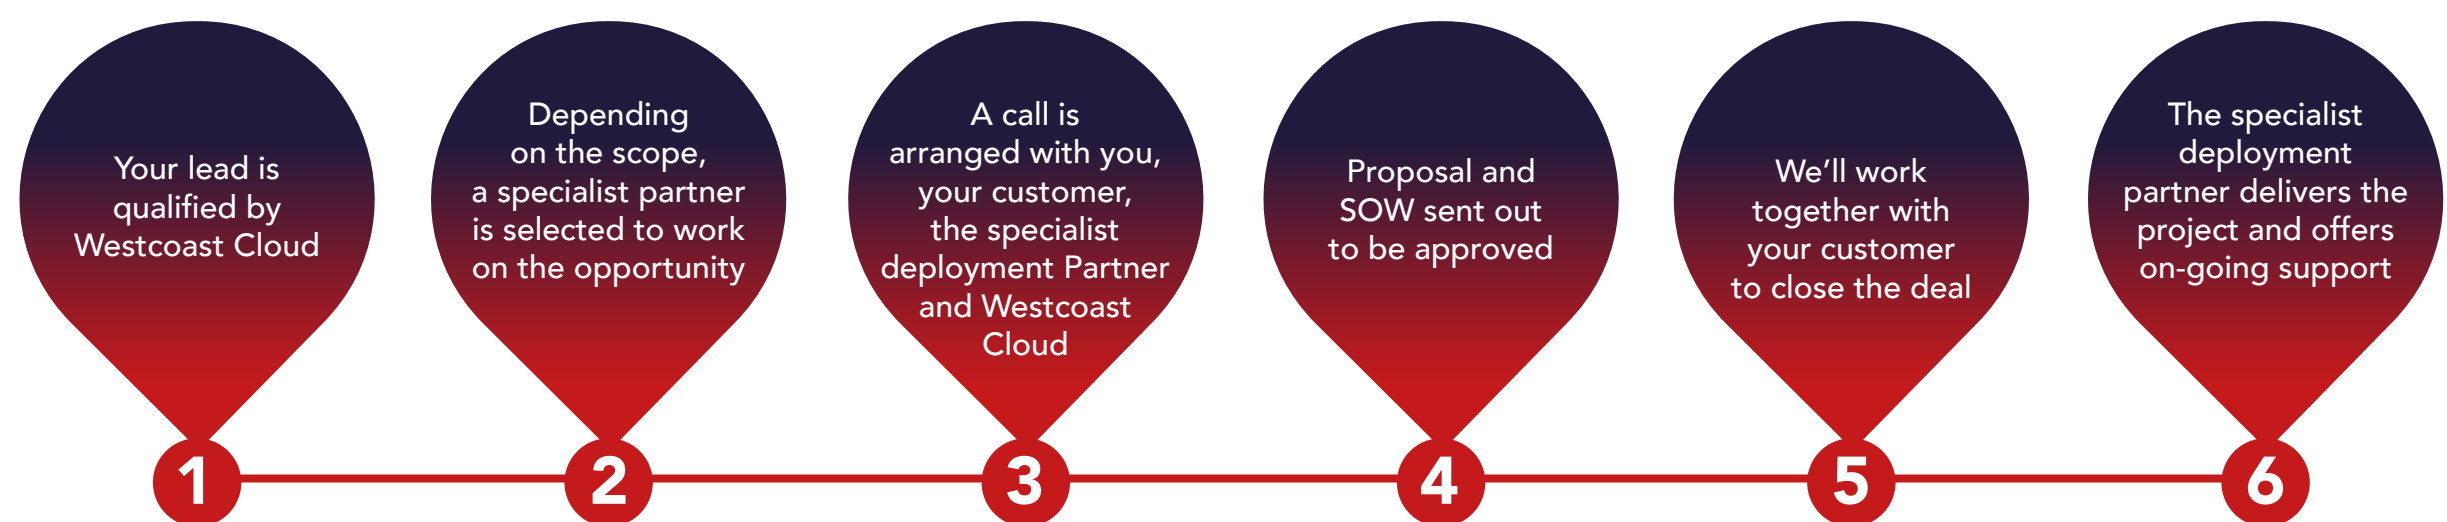 Your lead is
qualified by
Westcoast Cloud
1
Depending
on the scope,
a specialist partner
is selected to work
on the opportunity
2
A call is
arranged with you,
your customer,
the specialist
deployment Partner
and Westcoast
Cloud
3
Proposal and
SOW sent out
to be approved
4
We’ll work
together with
your customer
to close the deal
5
The specialist
deployment
partner delivers the
project and offers
on-going support
6